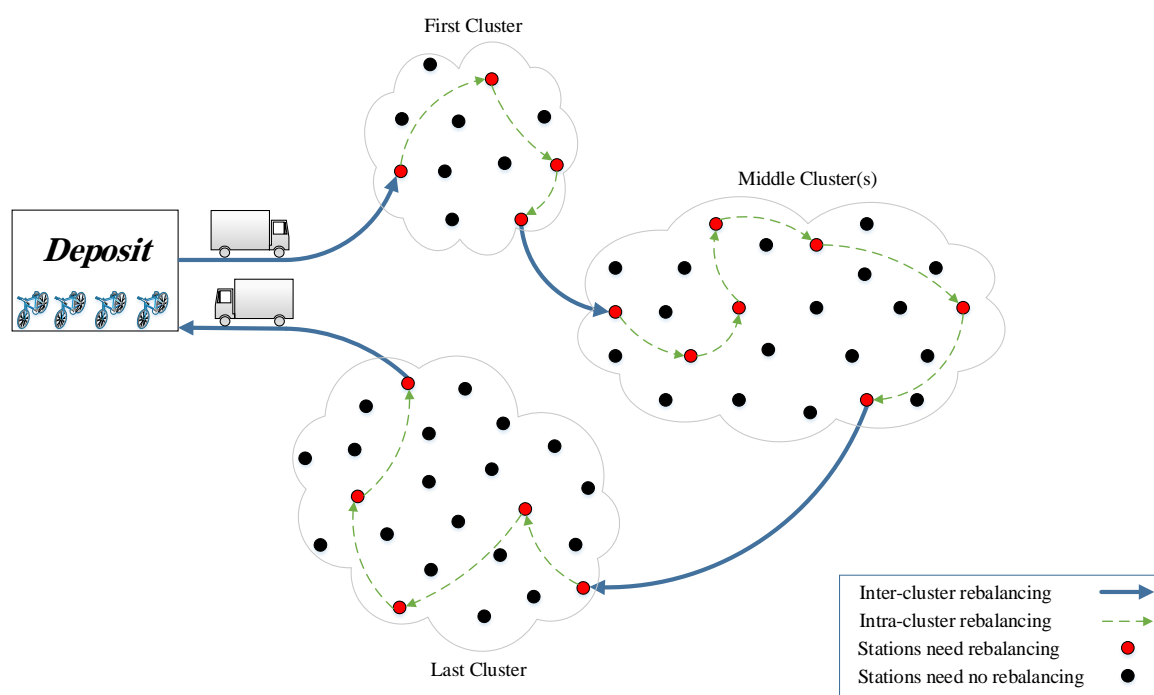 First Cluster
Middle Cluster(s)
Deposit
Last Cluster
Inter-cluster rebalancing
Intra-cluster rebalancing
Stations need rebalancing
Stations need no rebalancing